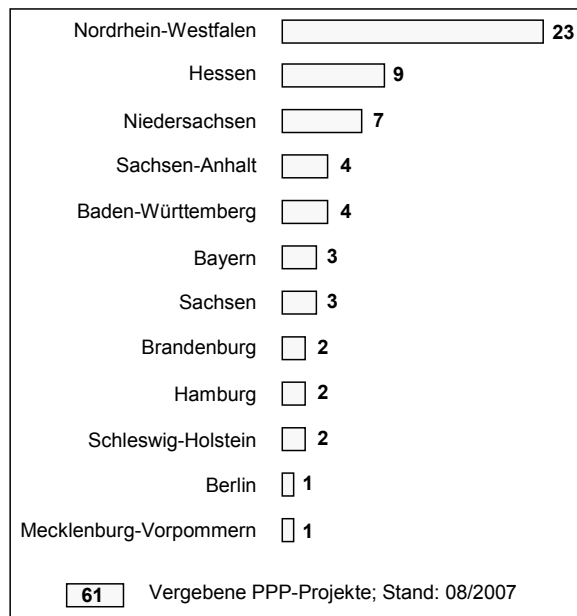 Nordrhein-Westfalen 23
Hessen 9
Niedersachsen 7
Sachsen-Anhalt 4
Baden-Württemberg 4
Bayern 3
Sachsen 3
Brandenburg 2
Hamburg 2
Schleswig-Holstein 2
Berlin 1
Mecklenburg-Vorpommern 1
61 Vergebene PPP-Projekte; Stand: 08/2007